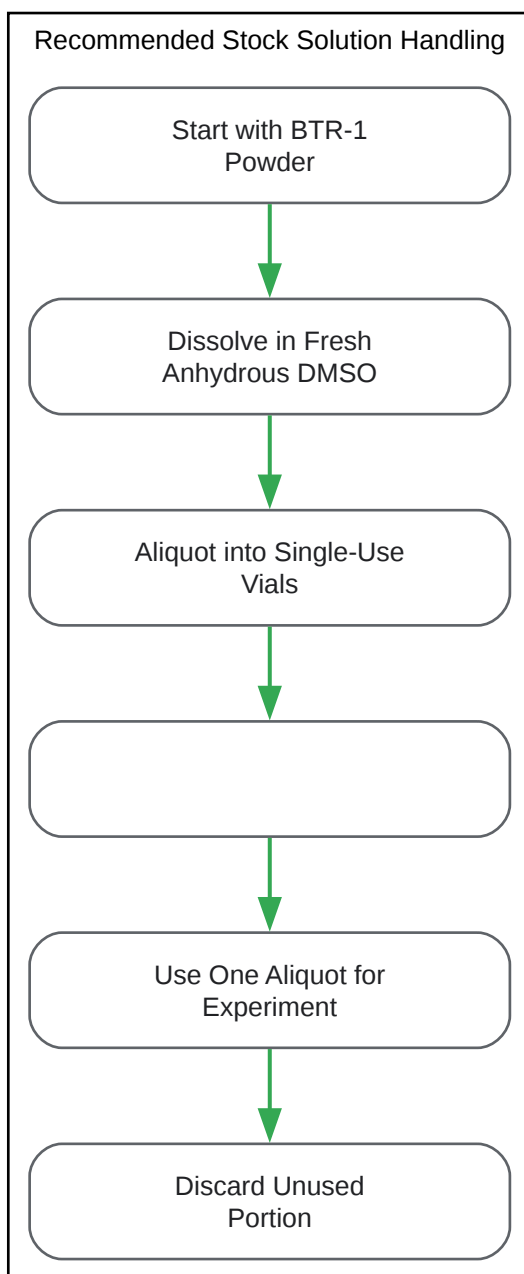 Recommended Stock Solution Handling
Start with BTR-1
Powder
Dissolve in Fresh
Anhydrous DMSO
Aliquot into Single-Use
Vials
Use One Aliquot for
Experiment
Discard Unused
Portion